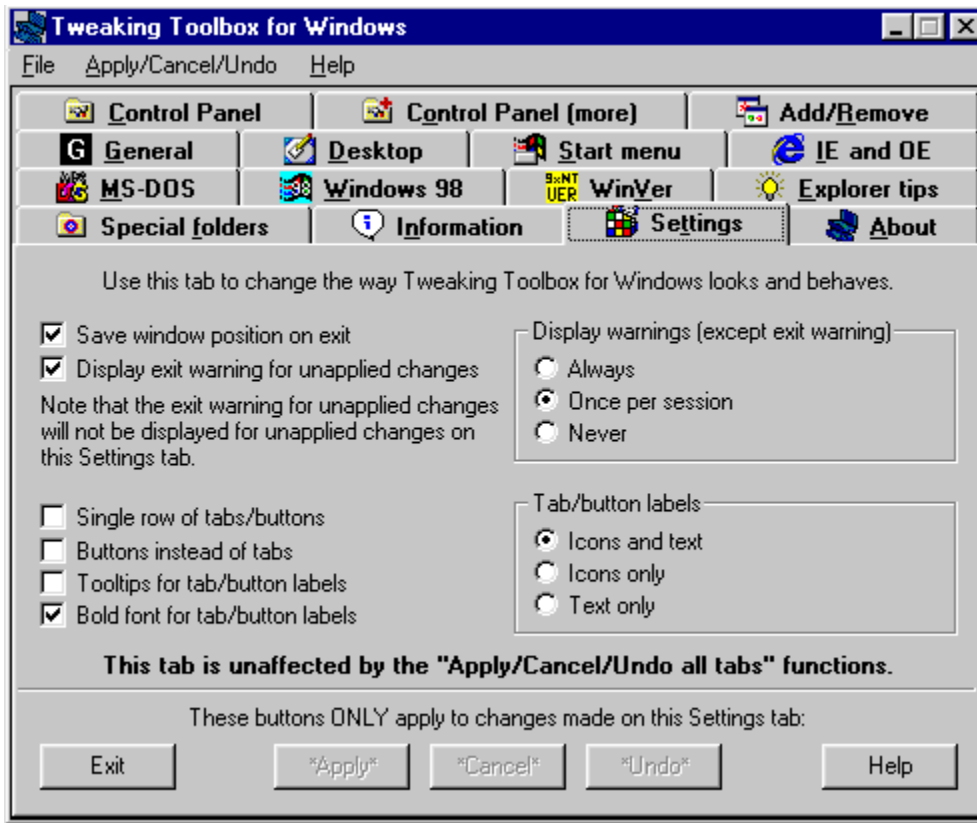 Tweaking Toolbox for Windows
File Apply/Cancel/Undo Help
Control Panel Control Panel (more) Add/Remove
G General Desktop Start menu IE and OE
MS-DOS Windows 98 9xNT VER WinVer Explorer tips
Special folders Information Settings About
Use this tab to change the way Tweaking Toolbox for Windows looks and behaves.
Save window position on exit
Display exit warning for unapplied changes
Note that the exit warning for unapplied changes
will not be displayed for unapplied changes on
this Settings tab.
Display warnings (except exit warning)
Always
Once per session
Never
Single row of tabs/buttons
Buttons instead of tabs
Tooltips for tab/button labels
Bold font for tab/button labels
Tab/button labels
Icons and text
Icons only
Text only
This tab is unaffected by the "Apply/Cancel/Undo all tabs" functions.
These buttons ONLY apply to changes made on this Settings tab:
Exit *Apply* *Cancel* *Undo* Help